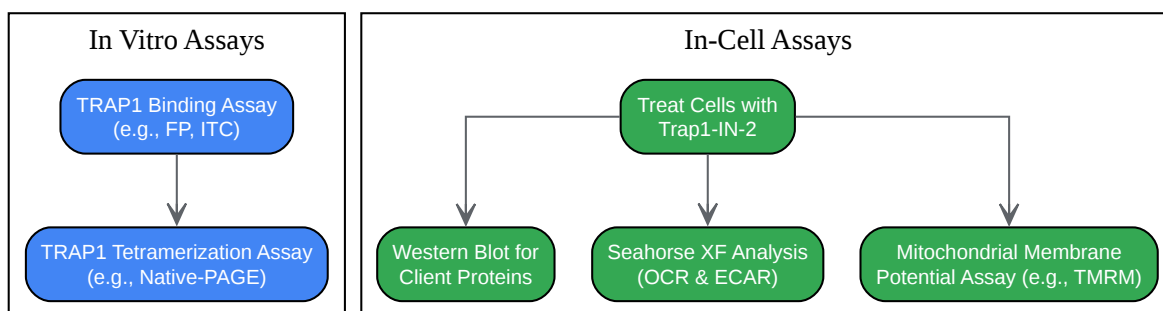 In Vitro Assays
TRAP1 Binding Assay
(e.g., FP, ITC)
TRAP1 Tetramerization Assay
(e.g., Native-PAGE)
In-Cell Assays
Treat Cells with
Trap1-IN-2
Western Blot for
Client Proteins
Seahorse XF Analysis
(OCR & ECAR)
Mitochondrial Membrane
Potential Assay (e.g., TMRM)